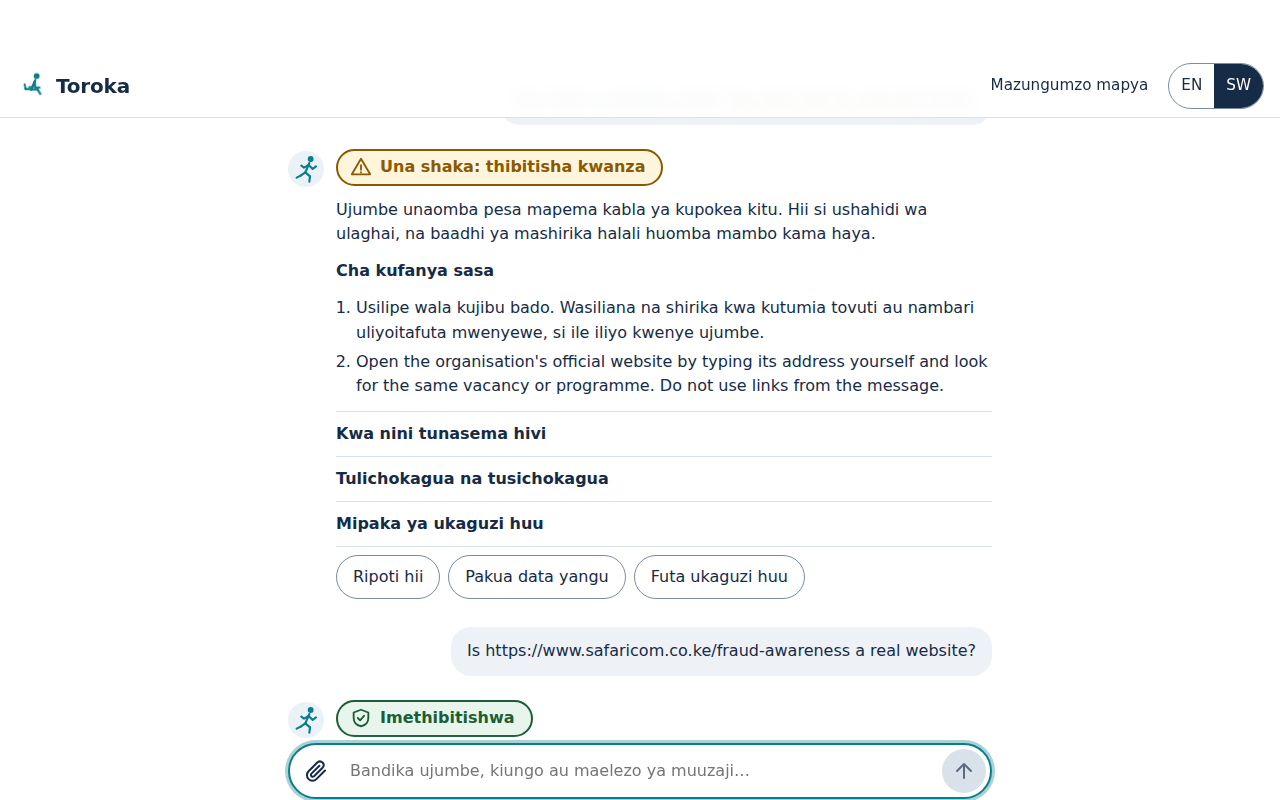 Toroka
Mazungumzo mapya
EN
SW
Una shaka: thibitisha kwanza
Ujumbe unaomba pesa mapema kabla ya kupokea kitu. Hii si ushahidi wa
ulaghai, na baadhi ya mashirika halali huomba mambo kama haya.
Cha kufanya sasa
1. Usilipe wala kujibu bado. Wasiliana na shirika kwa kutumia tovuti au nambari
uliyoitafuta mwenyewe, si ile iliyo kwenye ujumbe.
2. Open the organisation's official website by typing its address yourself and look
for the same vacancy or programme. Do not use links from the message.
Kwa nini tunasema hivi
Tulichokagua na tusichokagua
Mipaka ya ukaguzi huu
Ripoti hii
Pakua data yangu
Futa ukaguzi huu
Is https://www.safaricom.co.ke/fraud-awareness a real website?
Imethibitishwa
Bandika ujumbe, kiungo au maelezo ya muuzaji…